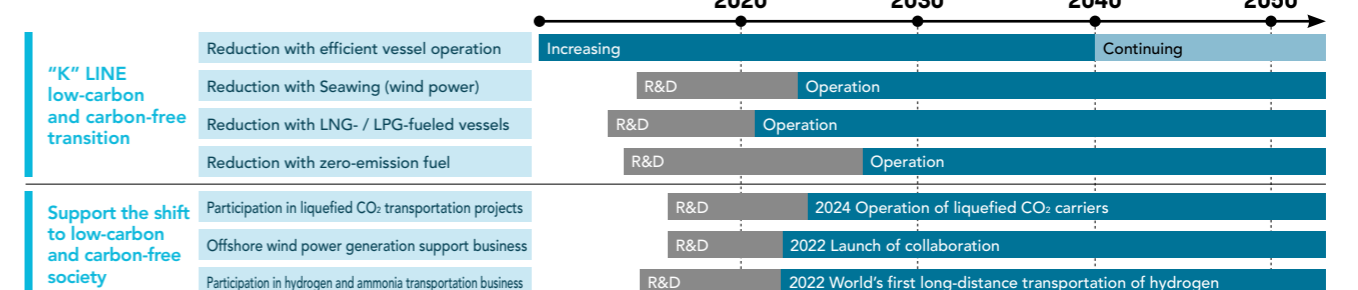 2020 2030 2040 2050
Reduction with efficient vessel operation Increasing Continuing
"K" LINE
low-carbon
and carbon-free
transition
Reduction with Seawing (wind power) R&D Operation
Reduction with LNG- / LPG-fueled vessels R&D Operation
Reduction with zero-emission fuel R&D Operation
Support the shift
to low-carbon
and carbon-free
society
Participation in liquefied CO₂ transportation projects R&D 2024 Operation of liquefied CO₂ carriers
Offshore wind power generation support business R&D 2022 Launch of collaboration
Participation in hydrogen and ammonia transportation business R&D 2022 World's first long-distance transportation of hydrogen